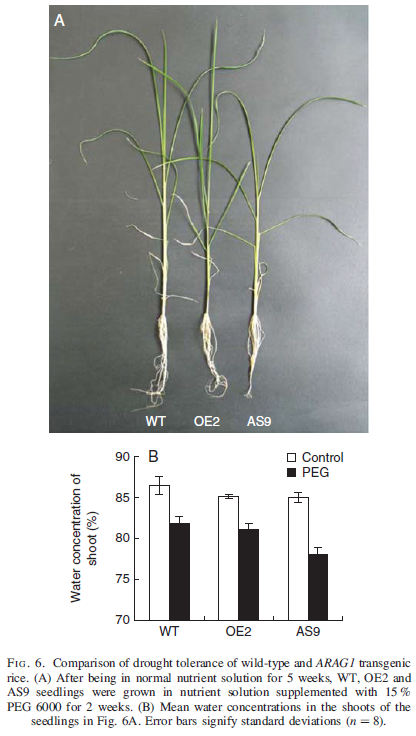 A
WT OE2 AS9
90 B
Control
PEG
85
80
75
70
Water concentration of
shoot (%)
WT OE2 AS9
FIG. 6. Comparison of drought tolerance of wild-type and ARAG1 transgenic
rice. (A) After being in normal nutrient solution for 5 weeks, WT, OE2 and
AS9 seedlings were grown in nutrient solution supplemented with 15 %
PEG 6000 for 2 weeks. (B) Mean water concentrations in the shoots of the
seedlings in Fig. 6A. Error bars signify standard deviations (n = 8).